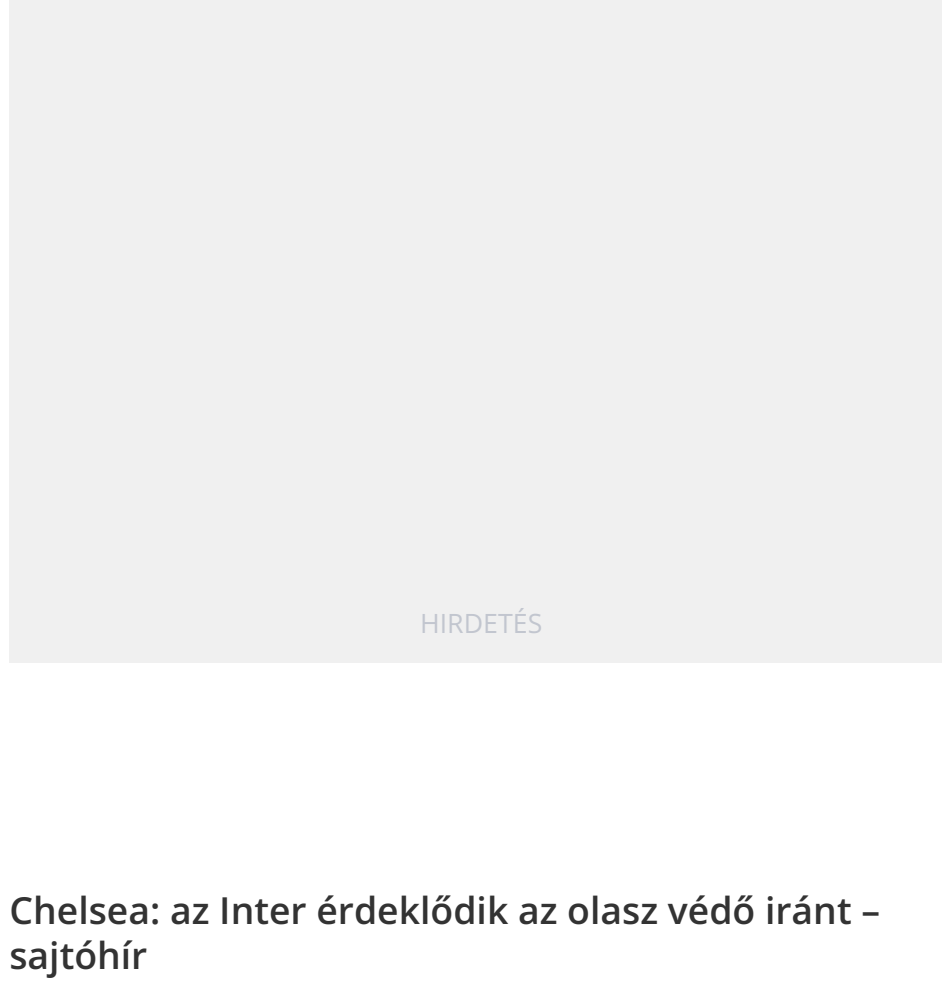 HIRDETÉS
Chelsea: az Inter érdeklődik az olasz védő iránt –
sajtóhír